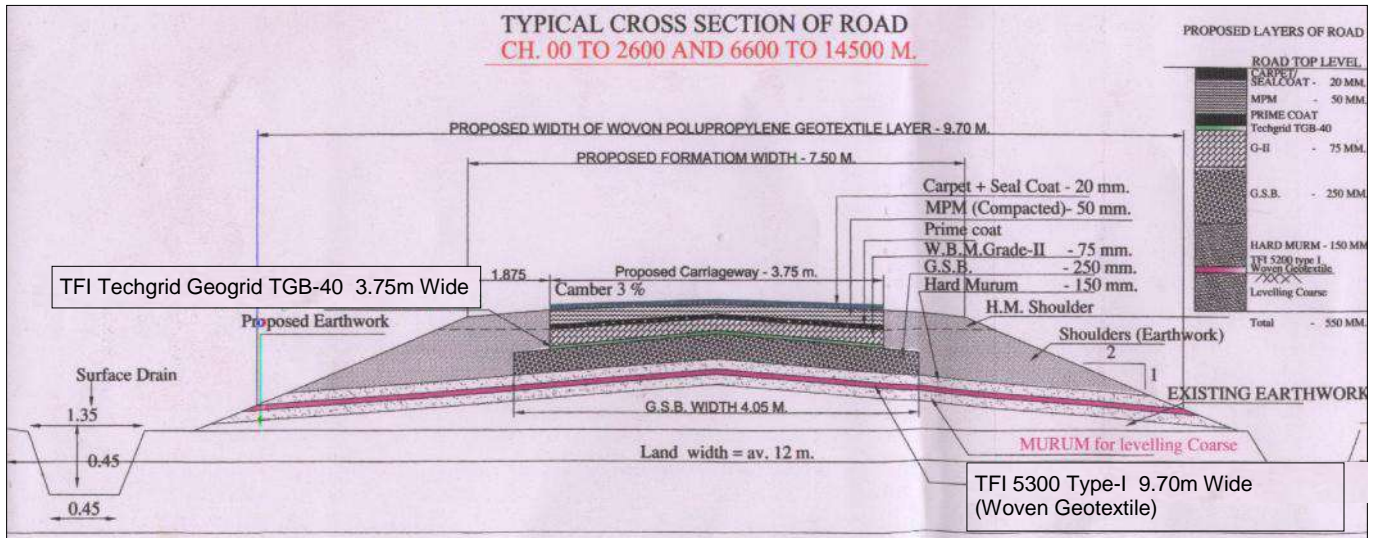 TYPICAL CROSS SECTION OF ROAD
CH. 00 TO 2600 AND 6600 TO 14500 M.
PROPOSED LAYERS OF ROAD
ROAD TOP LEVEL
CARPET/
SEALCOAT - 20 MM.
MPM - 50 MM.
PRIME COAT
Techgrid TGB-40
G-II - 75 MM.
G.S.B. - 250 MM.
HARD MURM - 150 MM
TFI 5200 type I
Woven Geotextile
Levelling Coarse
Total - 550 MM.
PROPOSED WIDTH OF WOVON POLUPROPYLENE GEOTEXTILE LAYER - 9.70 M.
PROPOSED FORMATIOM WIDTH - 7.50 M.
Carpet + Seal Coat - 20 mm.
MPM (Compacted)- 50 mm.
Prime coat
W.B.M.Grade-II - 75 mm.
G.S.B. - 250 mm.
Hard Murum - 150 mm.
H.M. Shoulder
Shoulders (Earthwork)
2
1
EXISTING EARTHWORK
TFI Techgrid Geogrid TGB-40 3.75m Wide
1.875
Proposed Carriageway - 3.75 m.
Camber 3 %
Proposed Earthwork
Surface Drain
1.35
0.45
0.45
G.S.B. WIDTH 4.05 M.
MURUM for levelling Coarse
Land width = av. 12 m.
TFI 5300 Type-I 9.70m Wide
(Woven Geotextile)